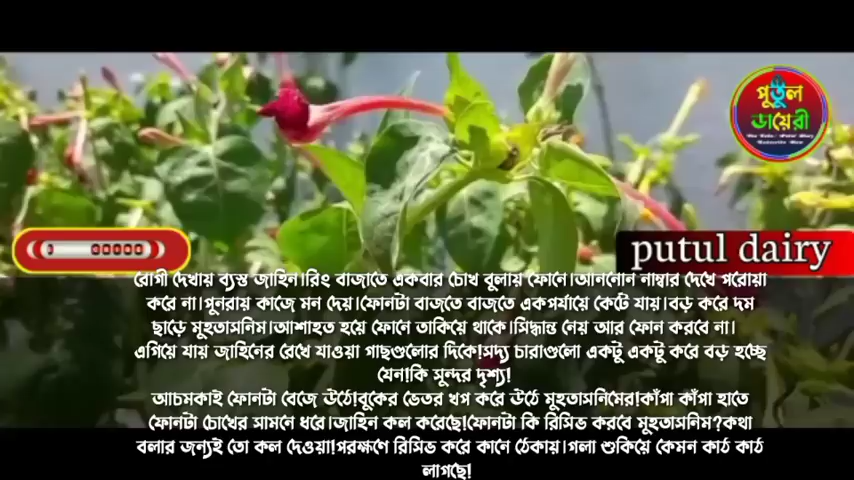 পুতুল
ডায়েরী
putul dairy
রোগী দেখায় ব্যস্ত জাহিন।রিং বাজাতে একবার চোখ বুলায় ফোনে।আননোন নাম্বার দেখে পরোয়া
করে না।পুনরায় কাজে মন দেয়।ফোনটা বাজতে বাজতে একপর্যায়ে কেটে যায়।বড় করে দম
ছাড়ে মুহতাসনিম।আশাহত হয়ে ফোনে তাকিয়ে থাকে।সিদ্ধান্ত নেয় আর ফোন করবে না।
এগিয়ে যায় জাহিনের রেখে যাওয়া গাছগুলোর দিকে!সদ্য চারাগুলো একটু একটু করে বড় হচ্ছে
যেনাকি সুন্দর দৃশ্য!
আচমকাই ফোনটা বেজে উঠে!বুকের ভেতর খপ করে উঠে মুহতাসনিমের!কাঁপা কাঁপা হাতে
ফোনটা চোখের সামনে ধরে।জাহিন কল করেছে!ফোনটা কি রিসিভ করবে মুহতাসনিম?কথা
বলার জন্যই তো কল দেওয়া!পরক্ষণে রিসিভ করে কানে ঠেকায়।গলা শুকিয়ে কেমন কাঠ কাঠ
লাগছে!